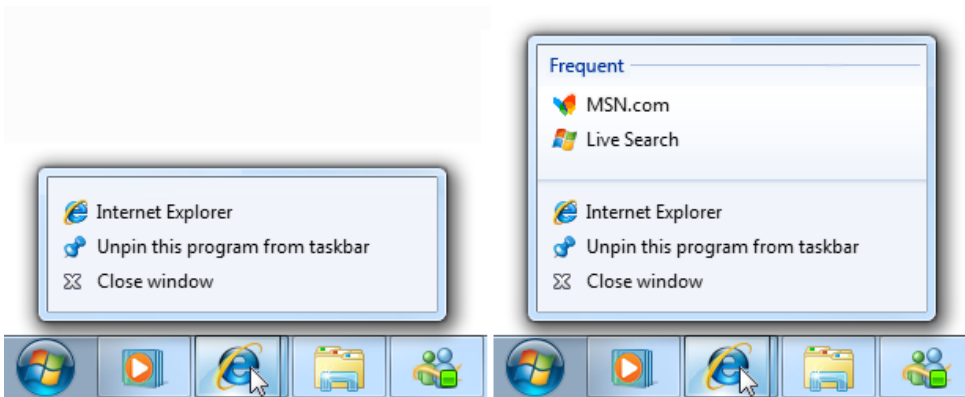 Internet Explorer
Unpin this program from taskbar
Close window
Frequent
MSN.com
Live Search
Internet Explorer
Unpin this program from taskbar
Close window